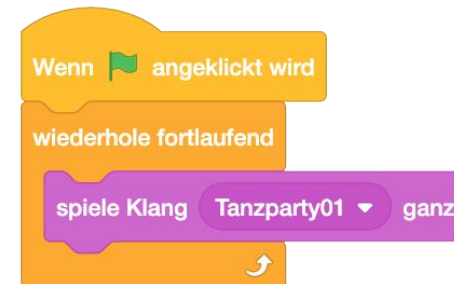 Wenn angeklickt wird
wiederhole fortlaufend
spiele Klang Tanzparty01 ganz